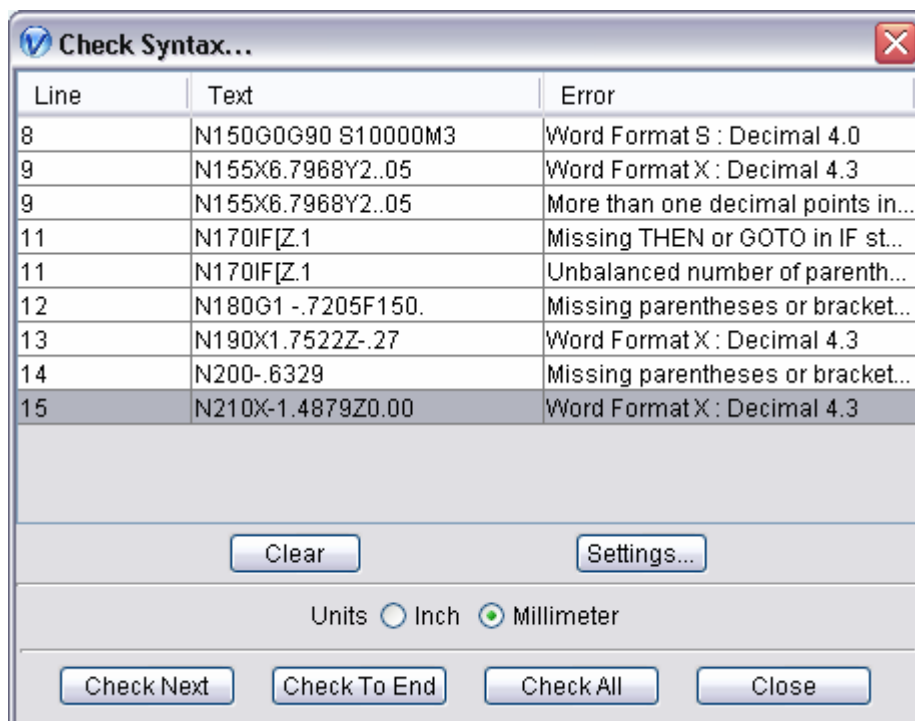 Check Syntax...
Line Text Error
8 N150G0G90 S10000M3 Word Format S : Decimal 4.0
9 N155X6.7968Y2..05 Word Format X : Decimal 4.3
9 N155X6.7968Y2..05 More than one decimal points in...
11 N170IF[Z.1 Missing THEN or GOTO in IF st...
11 N170IF[Z.1 Unbalanced number of parenth...
12 N180G1 -.7205F150. Missing parentheses or bracket...
13 N190X1.7522Z-.27 Word Format X : Decimal 4.3
14 N200-.6329 Missing parentheses or bracket...
15 N210X-1.4879Z0.00 Word Format X : Decimal 4.3
Clear Settings...
Units Inch Millimeter
Check Next Check To End Check All Close